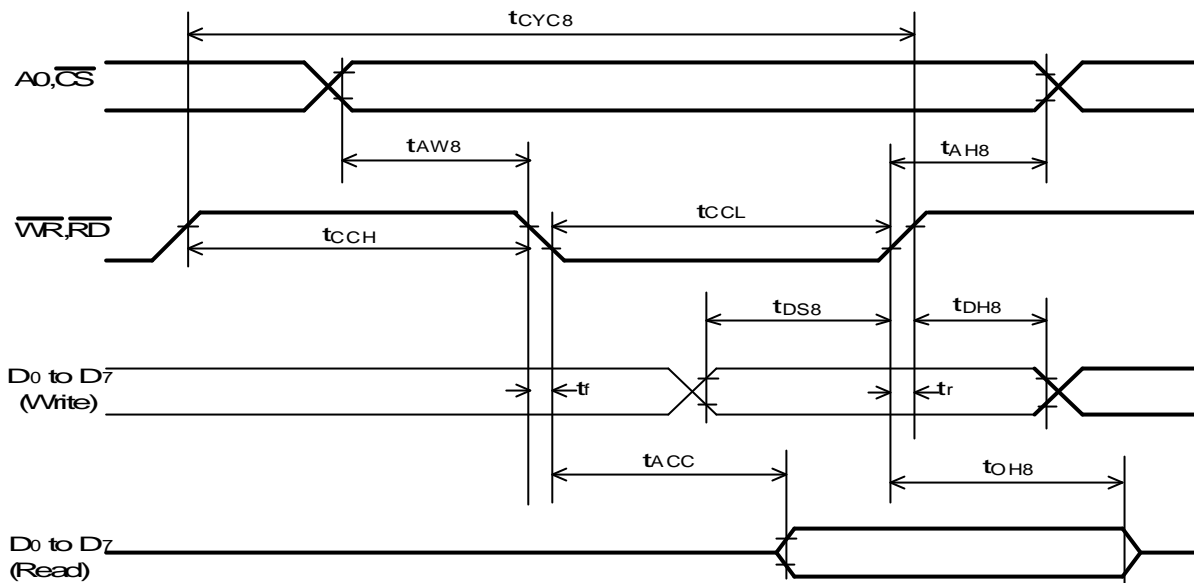 tCYC8
A0,CS
tAW8
tAH8
WR,RD
tCCL
tCCH
tDS8
tDH8
D0 to D7
(Write)
tf
tr
tACC
tOH8
D0 to D7
(Read)